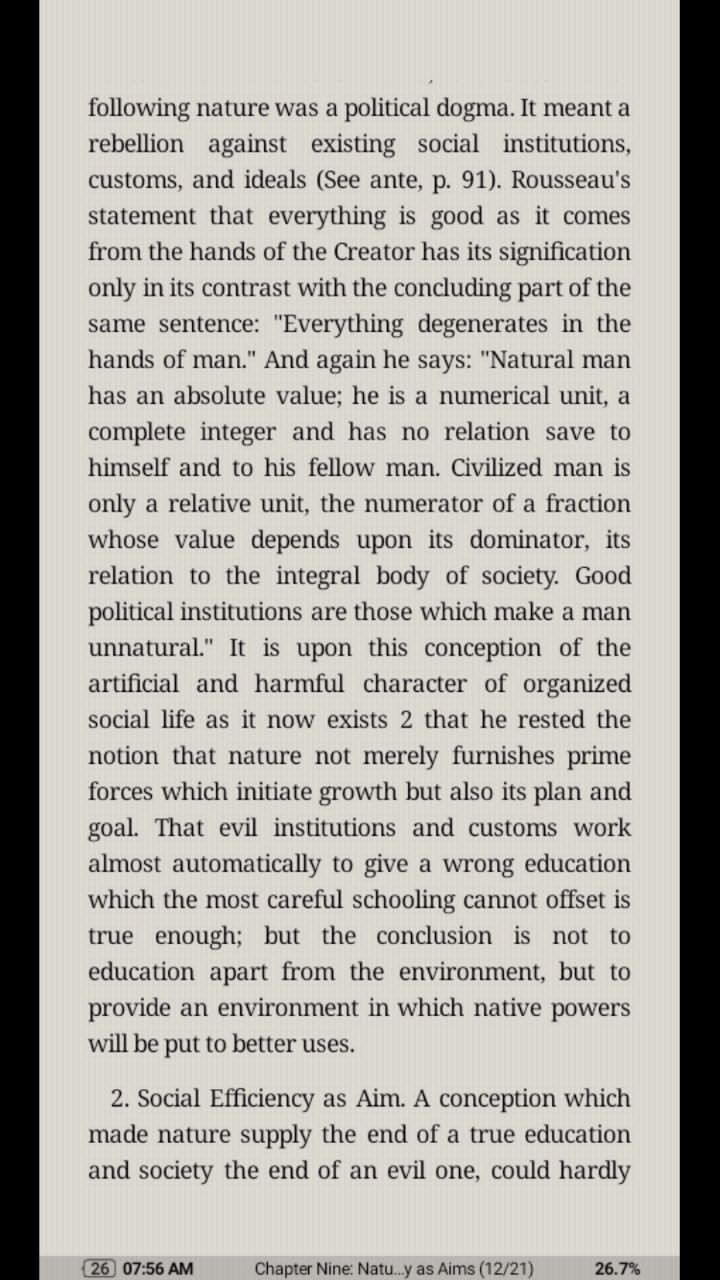 following nature was a political dogma. It meant a
rebellion against existing social institutions,
customs, and ideals (See ante, p. 91). Rousseau's
statement that everything is good as it comes
from the hands of the Creator has its signification
only in its contrast with the concluding part of the
same sentence: "Everything degenerates in the
hands of man." And again he says: "Natural man
has an absolute value; he is a numerical unit, a
complete integer and has no relation save to
himself and to his fellow man. Civilized man is
only a relative unit, the numerator of a fraction
whose value depends upon its dominator, its
relation to the integral body of society. Good
political institutions are those which make a man
unnatural." It is upon this conception of the
artificial and harmful character of organized
social life as it now exists 2 that he rested the
notion that nature not merely furnishes prime
forces which initiate growth but also its plan and
goal. That evil institutions and customs work
almost automatically to give a wrong education
which the most careful schooling cannot offset is
true enough; but the conclusion is not to
education apart from the environment, but to
provide an environment in which native powers
will be put to better uses.
2. Social Efficiency as Aim. A conception which
made nature supply the end of a true education
and society the end of an evil one, could hardly
26 07:56 AM Chapter Nine: Natu...y as Aims (12/21) 26.7%